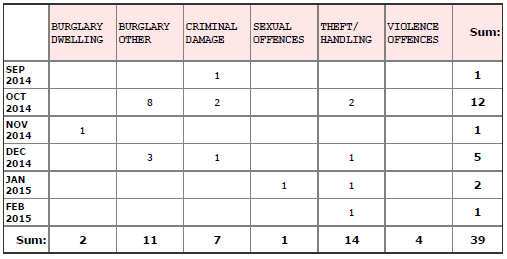 BURGLARY DWELLING BURGLARY OTHER CRIMINAL DAMAGE SEXUAL OFFENCES THEFT/ HANDLING VIOLENCE OFFENCES Sum:
SEP 2014 1 1
OCT 2014 8 2 2 12
NOV 2014 1 1
DEC 2014 3 1 1 5
JAN 2015 1 1 2
FEB 2015 1 1
Sum: 2 11 7 1 14 4 39